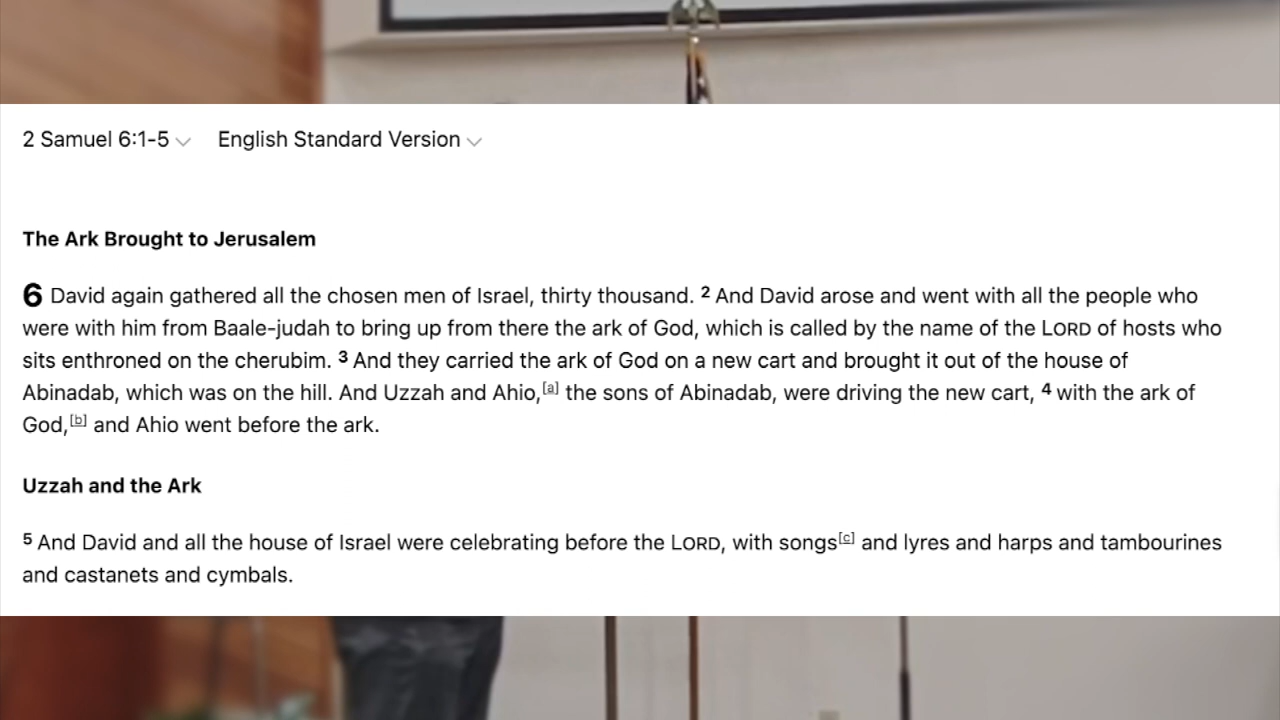 2 Samuel 6:1-5 English Standard Version
The Ark Brought to Jerusalem
6 David again gathered all the chosen men of Israel, thirty thousand. 2 And David arose and went with all the people who
were with him from Baale-judah to bring up from there the ark of God, which is called by the name of the LORD of hosts who
sits enthroned on the cherubim. 3 And they carried the ark of God on a new cart and brought it out of the house of
Abinadab, which was on the hill. And Uzzah and Ahio,[a] the sons of Abinadab, were driving the new cart, 4 with the ark of
God,[b] and Ahio went before the ark.
Uzzah and the Ark
5 And David and all the house of Israel were celebrating before the LORD, with songs[c] and lyres and harps and tambourines
and castanets and cymbals.